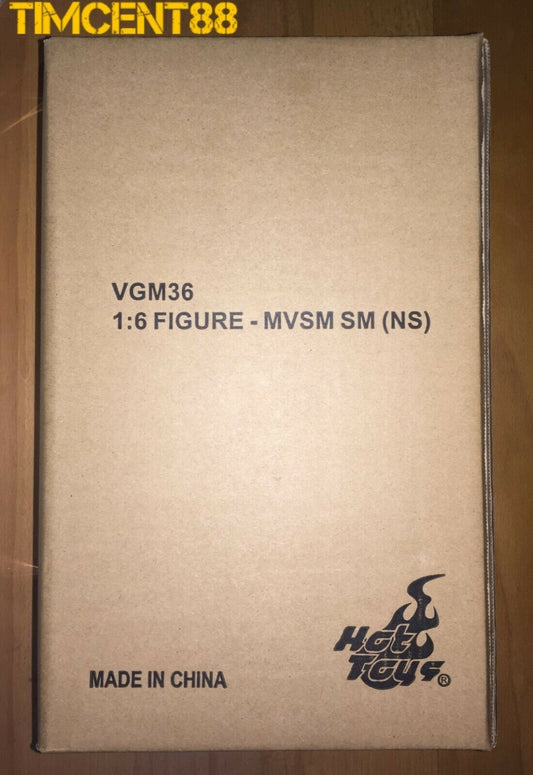 TIMCENT88
VGM36
1:6 FIGURE - MVSM SM (NS)
Hot
Toys®
MADE IN CHINA